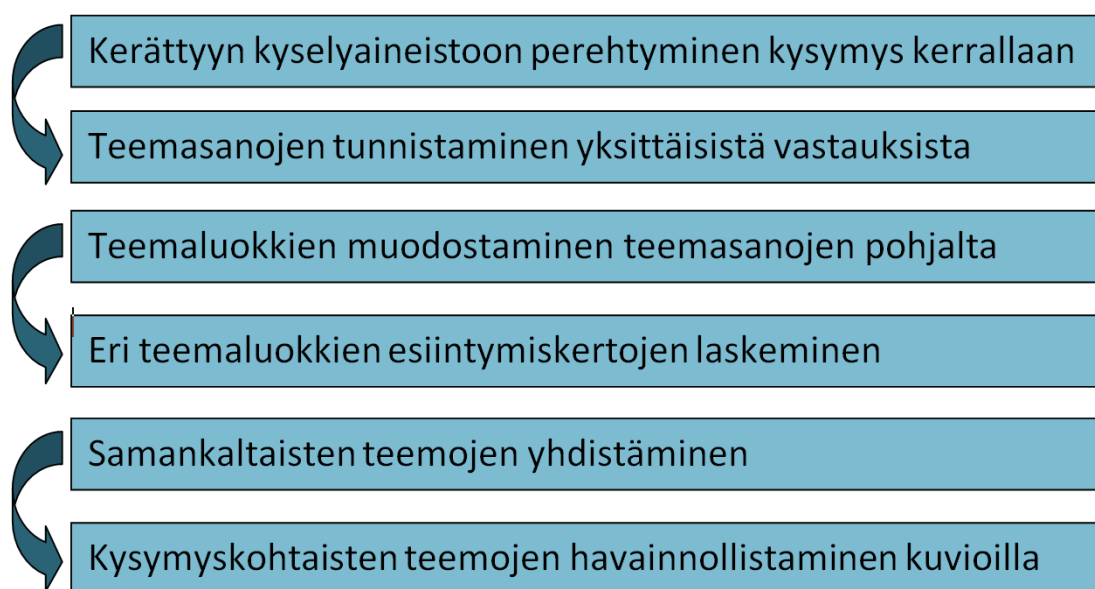 Kerättyyn kyselyaineistoon perehtyminen kysymys kerrallaan
Teemasanojen tunnistaminen yksittäisistä vastauksista
Teemaluokkien muodostaminen teemasanojen pohjalta
Eri teemaluokkien esiintymiskertojen laskeminen
Samankaltaisten teemojen yhdistäminen
Kysymyskohtaisten teemojen havainnollistaminen kuvioilla